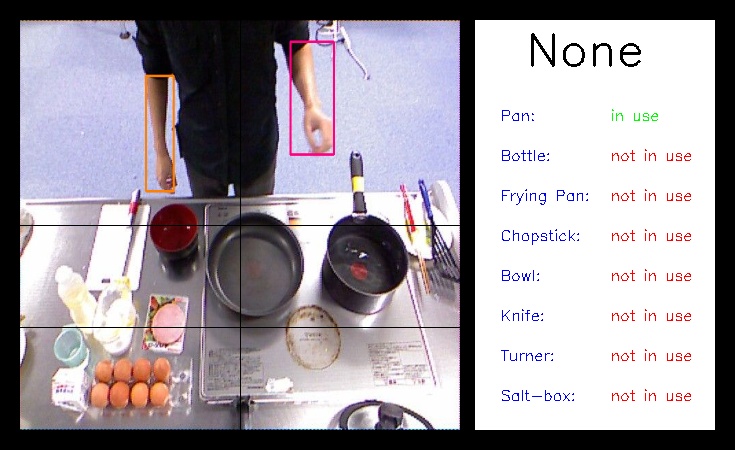 None
Pan: in use
Bottle: not in use
Frying Pan: not in use
Chopstick: not in use
Bowl: not in use
Knife: not in use
Turner: not in use
Salt-box: not in use